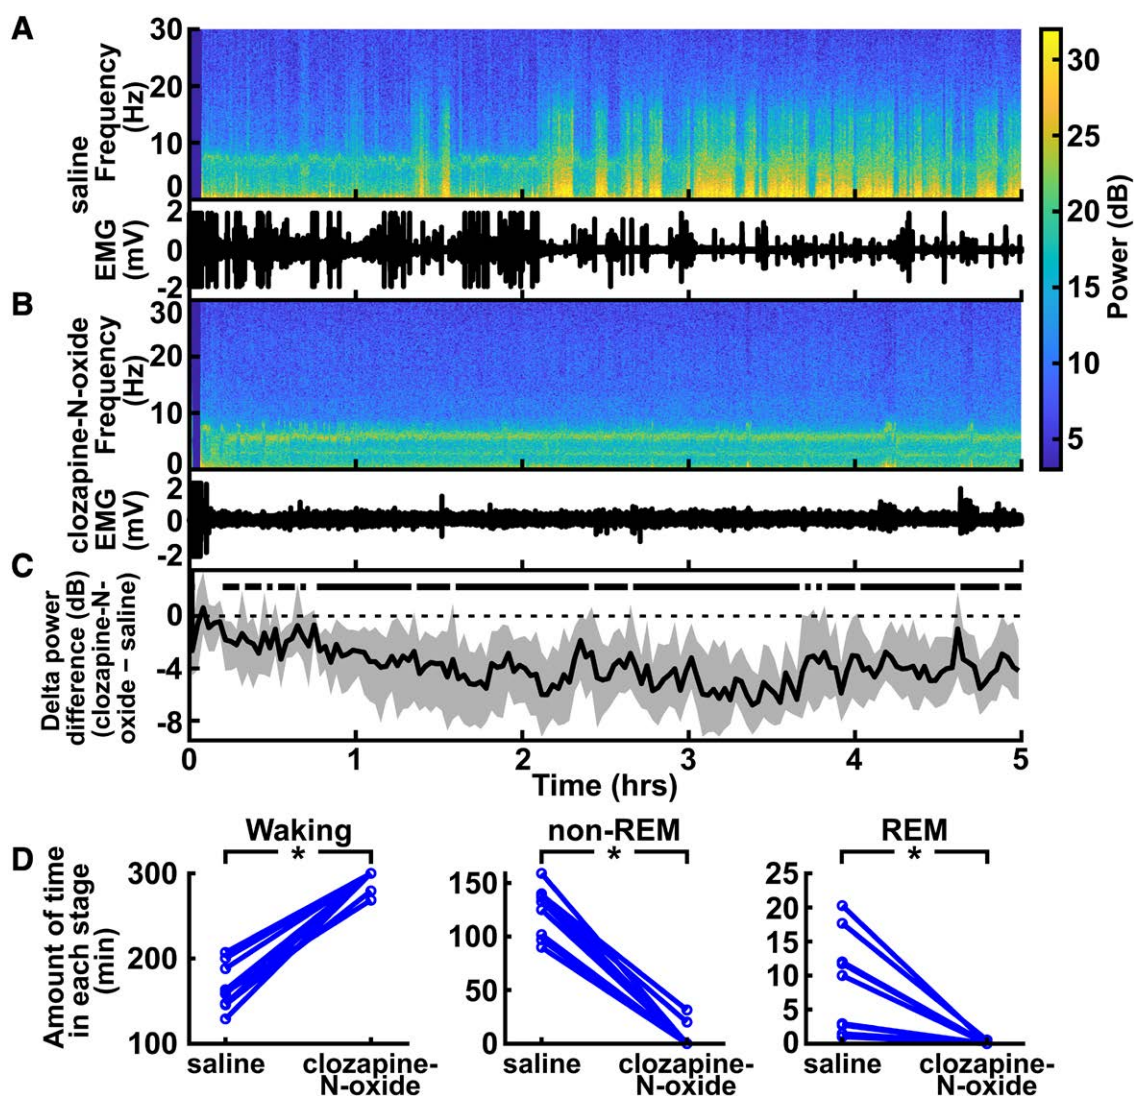 A
saline
Frequency
(Hz)
30
20
10
0
EMG
(mV)
2
0
-2
Power (dB)
30
25
20
15
10
5
B
clozapine-N-oxide
Frequency
(Hz)
30
20
10
0
EMG
(mV)
2
0
-2
C
Delta power
difference (dB)
(clozapine-N-
oxide – saline)
0
-4
-8
0 1 2 3 4 5
Time (hrs)
D
Amount of time
in each stage
(min)
Waking
*
300
200
100
saline clozapine-
N-oxide
non-REM
*
150
100
50
0
saline clozapine-
N-oxide
REM
*
25
20
15
10
5
0
saline clozapine-
N-oxide